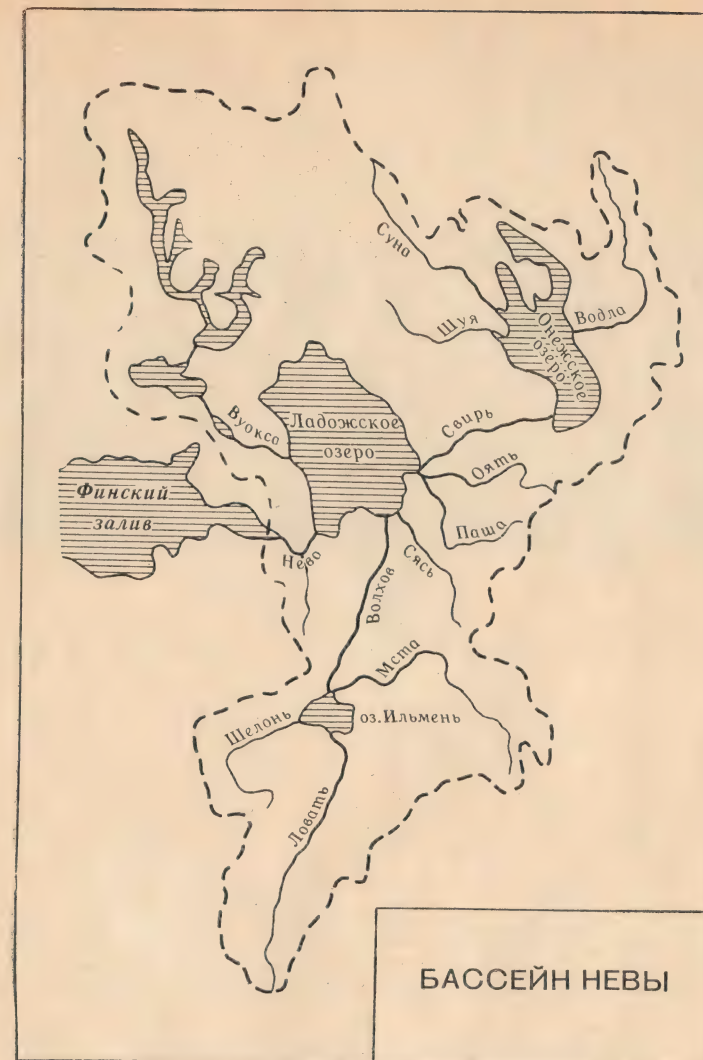 Суна
Шуя
Водла
Онежское
озеро
Вуокса
Ладожское
озеро
Свирь
Оять
Паша
Финский
залив
Нево
Волхов
Сясь
Мста
Шелонь
оз. Ильмень
Ловать
БАССЕЙН НЕВЫ